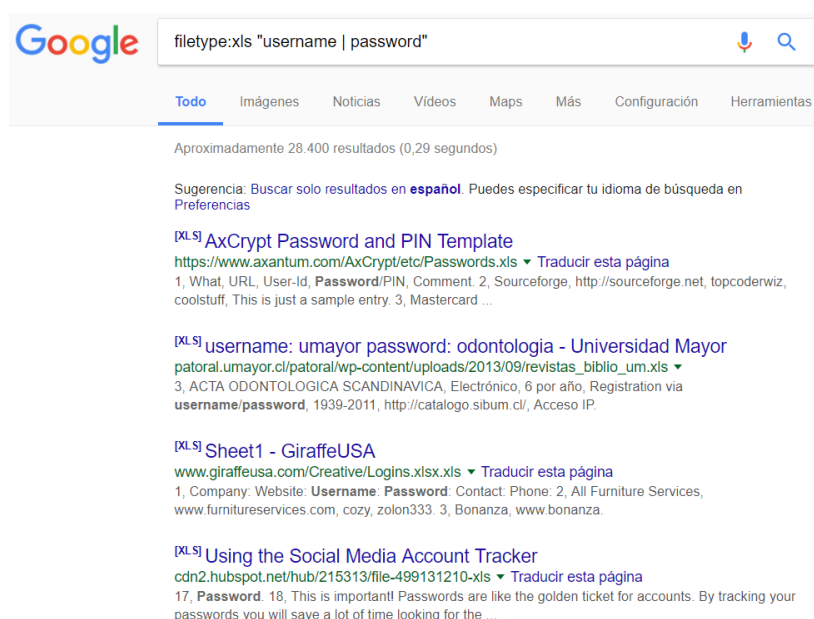 Google
filetype:xls "username | password"
Todo Imágenes Noticias Vídeos Maps Más Configuración Herramientas
Aproximadamente 28.400 resultados (0,29 segundos)
Sugerencia: Buscar solo resultados en español. Puedes especificar tu idioma de búsqueda en
Preferencias
[XLS] AxCrypt Password and PIN Template
https://www.axantum.com/AxCrypt/etc/Passwords.xls ▾ Traducir esta página
1, What, URL, User-Id, Password/PIN, Comment. 2, Sourceforge, http://sourceforge.net, topcoderwiz,
coolstuff, This is just a sample entry. 3, Mastercard ...
[XLS] username: umayor password: odontologia - Universidad Mayor
patoral.umayor.cl/patoral/wp-content/uploads/2013/09/revistas_biblio_um.xls ▾
3, ACTA ODONTOLOGICA SCANDINAVICA, Electrónico, 6 por año, Registration via
username/password, 1939-2011, http://catalogo.sibum.cl/, Acceso IP.
[XLS] Sheet1 - GiraffeUSA
www.giraffeusa.com/Creative/Logins.xlsx.xls ▾ Traducir esta página
1, Company: Website: Username: Password: Contact: Phone: 2, All Furniture Services,
www.furnitureservices.com, cozy, zolon333. 3, Bonanza, www.bonanza.
[XLS] Using the Social Media Account Tracker
cdn2.hubspot.net/hub/215313/file-499131210-xls ▾ Traducir esta página
17, Password. 18, This is important! Passwords are like the golden ticket for accounts. By tracking your
passwords you will save a lot of time looking for the ...